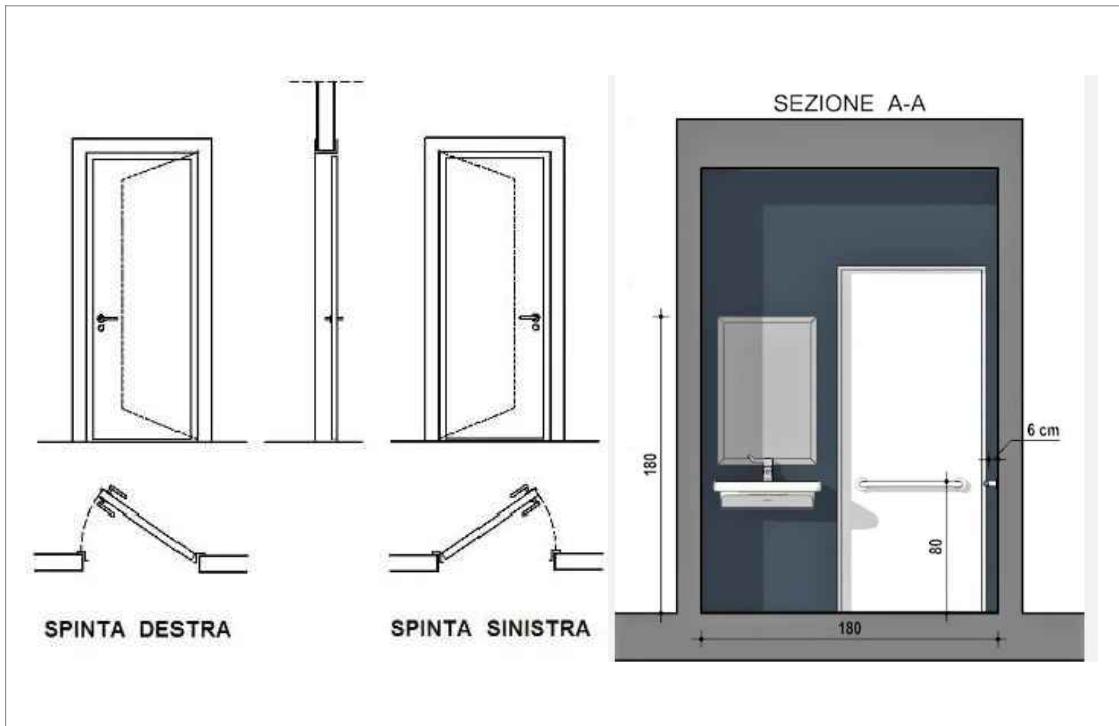 SEZIONE A-A
6 cm
180
80
180
SPINTA DESTRA
SPINTA SINISTRA